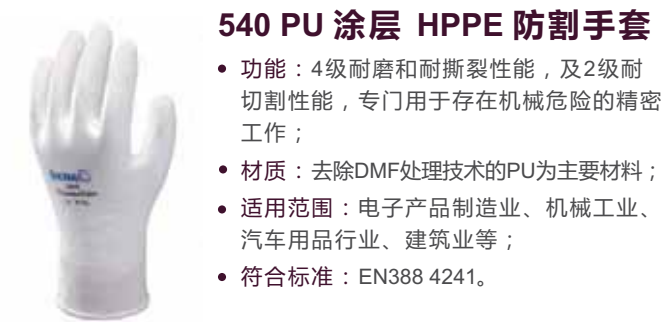 540 PU 涂层 HPPE 防割手套
• 功能：4级耐磨和耐撕裂性能，及2级耐
切割性能，专门用于存在机械危险的精密
工作；
• 材质：去除DMF处理技术的PU为主要材料；
• 适用范围：电子产品制造业、机械工业、
汽车用品行业、建筑业等；
• 符合标准：EN388 4241。